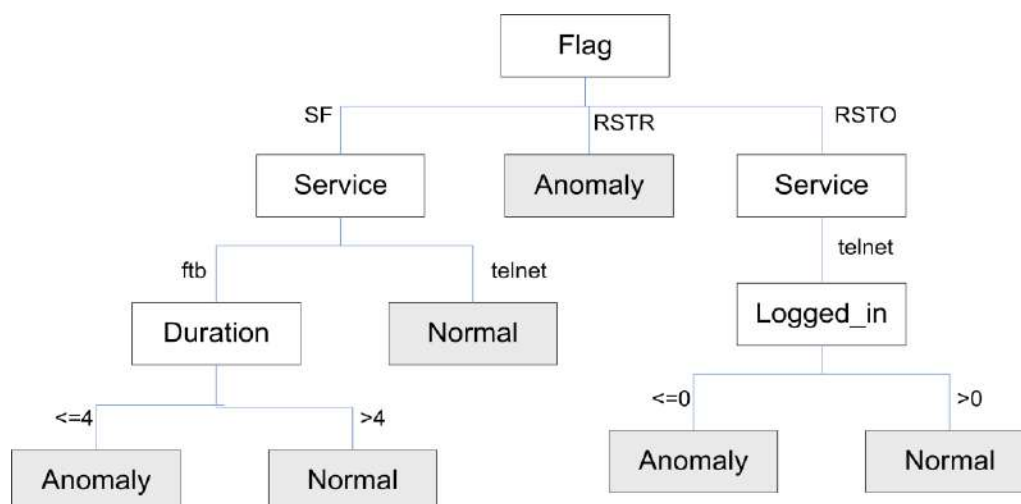 Flag
SF
RSTR
RSTO
Service
Anomaly
Service
ftb
telnet
telnet
Duration
Normal
Logged_in
<=4
>4
<=0
>0
Anomaly
Normal
Anomaly
Normal